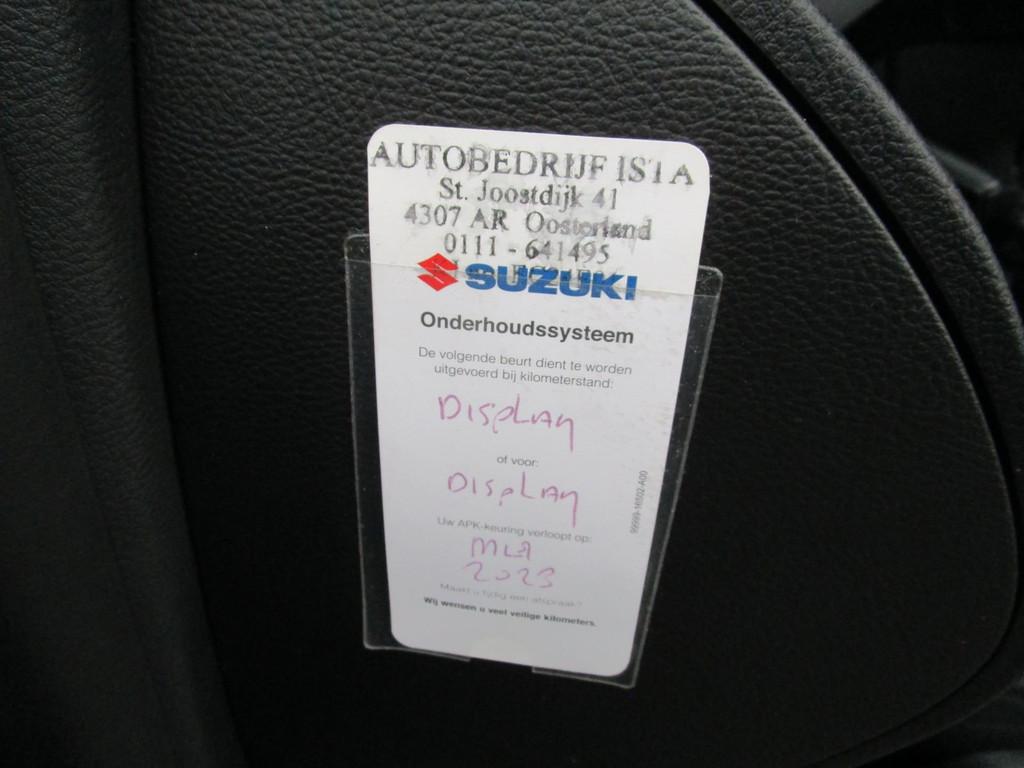 AUTOBEDRIJF ISTA
St. Joostdijk 41
4307 AR Oosterland
0111 - 641495
SUZUKI
Onderhoudssysteem
De volgende beurt dient te worden
uitgevoerd bij kilometerstand:
DispLAy
of voor:
DispLAy
Uw APK-keuring verloopt op:
2023
Maakt u tijdig een afspraak?
Wij wensen u veel veilige kilometers.
99999-16502-A00